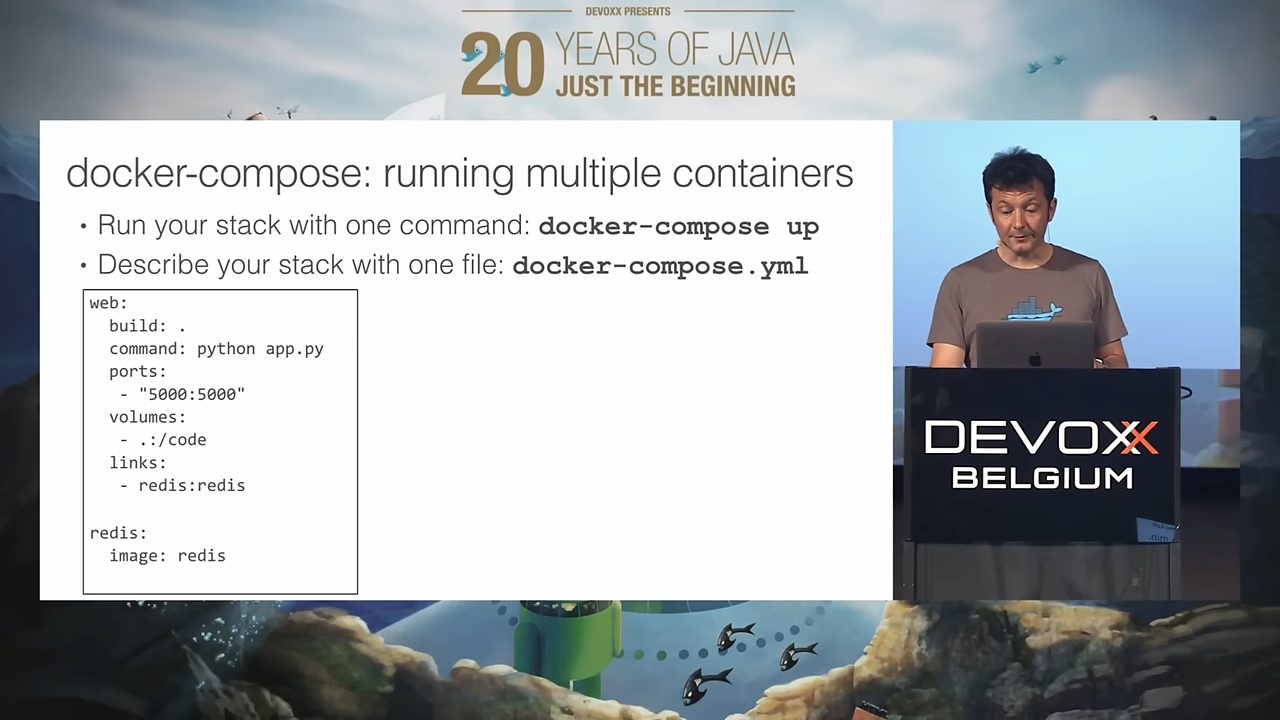 DEVOXX PRESENTS
20 YEARS OF JAVA
JUST THE BEGINNING
docker-compose: running multiple containers
• Run your stack with one command: docker-compose up
• Describe your stack with one file: docker-compose.yml
web:
  build: .
  command: python app.py
  ports:
   - "5000:5000"
  volumes:
   - .:/code
  links:
   - redis:redis
redis:
  image: redis
DEVOXX
BELGIUM